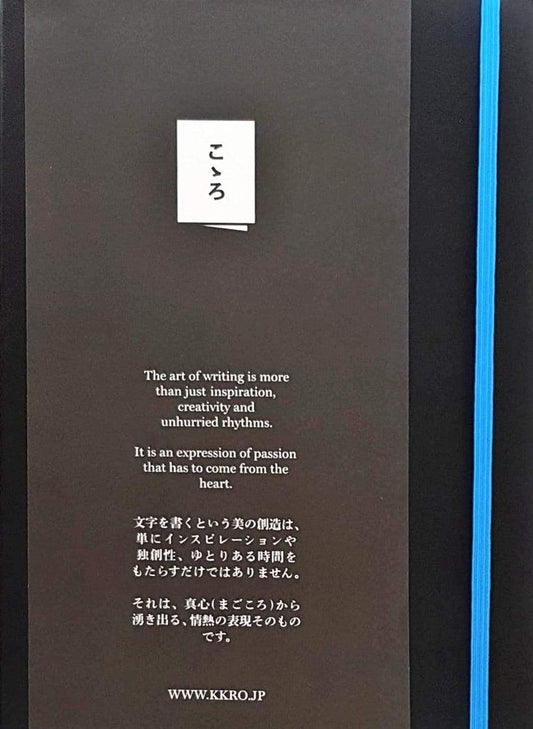 こゝろ
The art of writing is more
than just inspiration,
creativity and
unhurried rhythms.
It is an expression of passion
that has to come from the
heart.
文字を書くという美の創造は、
単にインスピレーションや
独創性、ゆとりある時間を
もたらすだけではありません。
それは、真心(まごころ)から
湧き出る、情熱の表現そのもの
です。
WWW.KKRO.JP